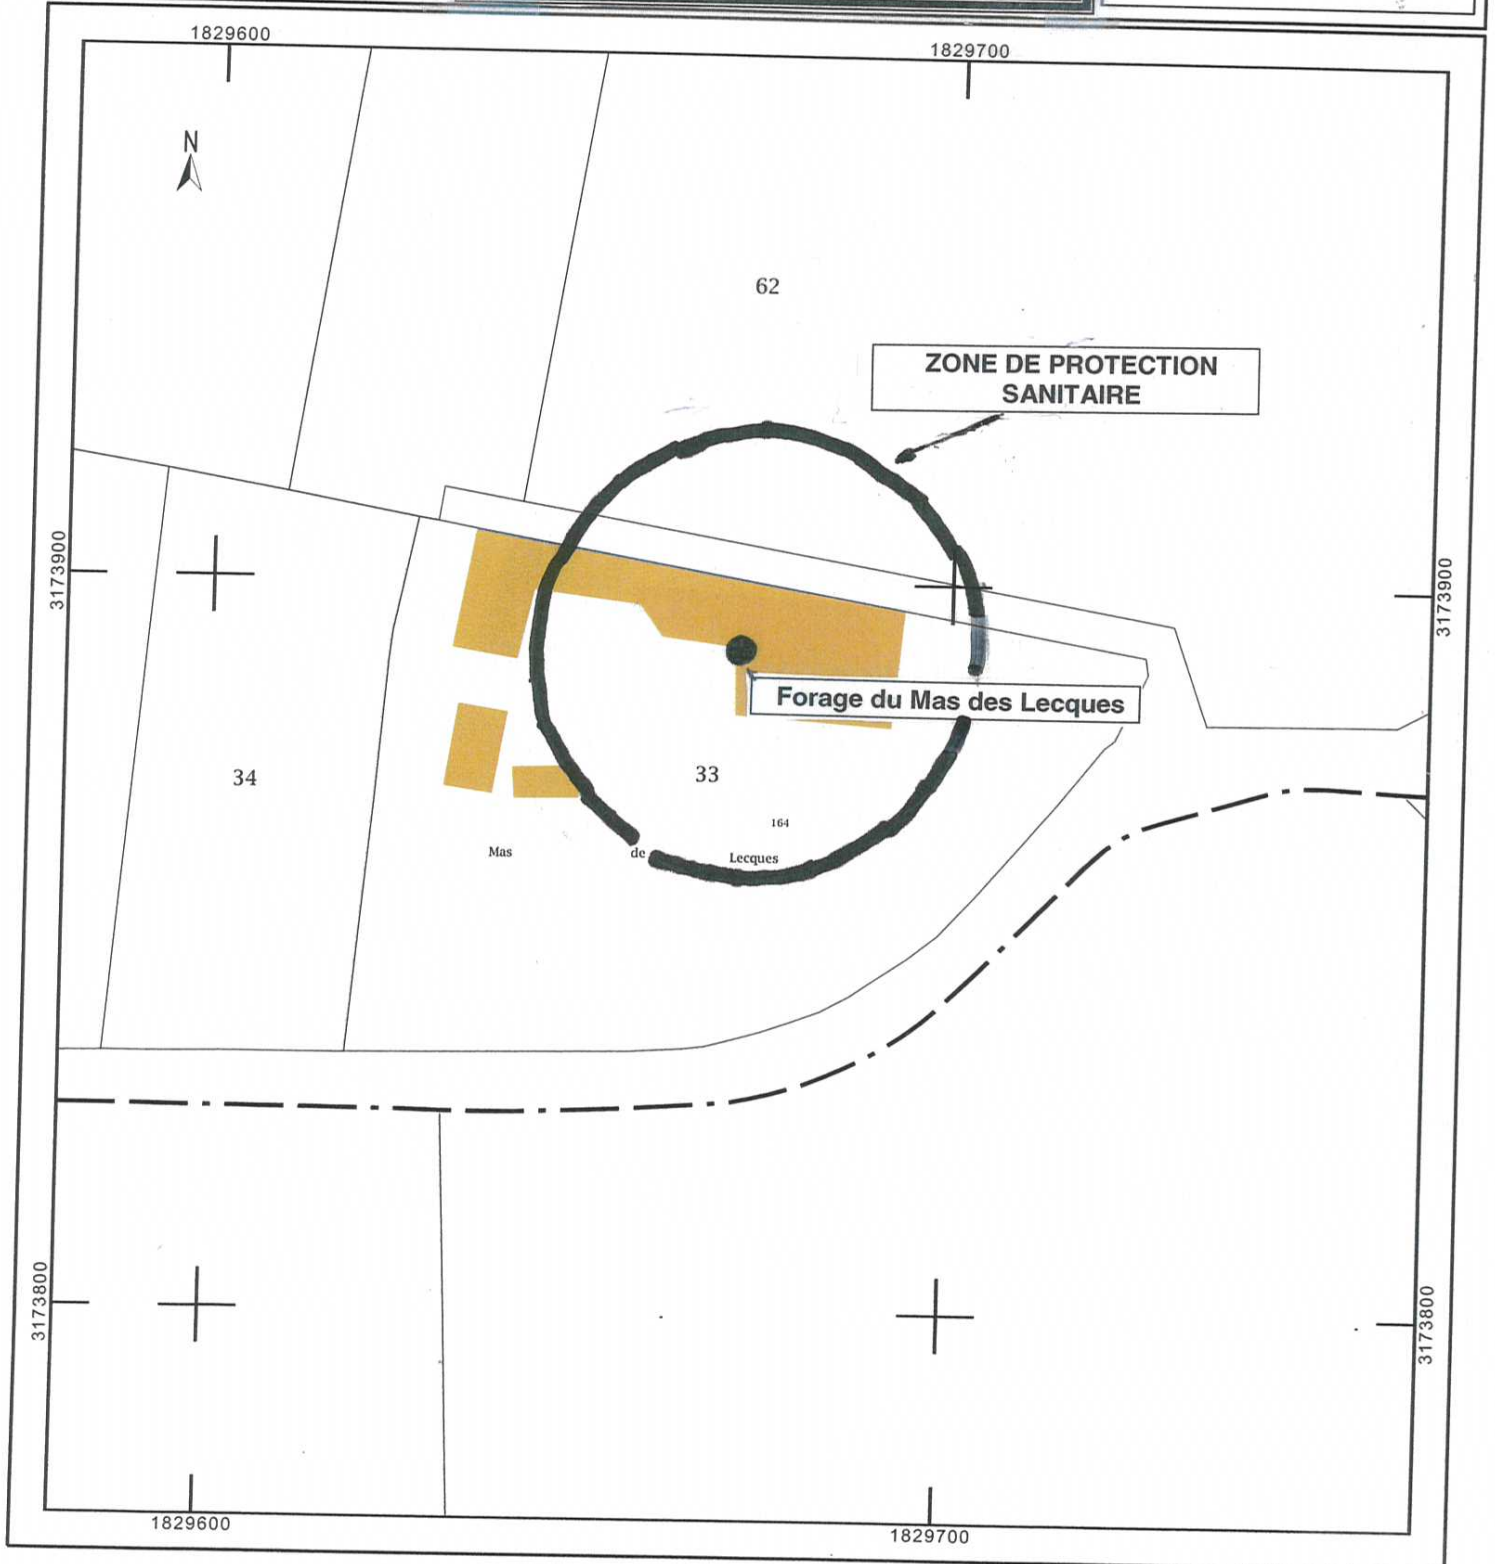 1829600
1829700
N
62
ZONE DE PROTECTION
SANITAIRE
3173900
3173900
Forage du Mas des Lecques
34
33
164
Mas de Lecques
3173800
3173800
1829600
1829700